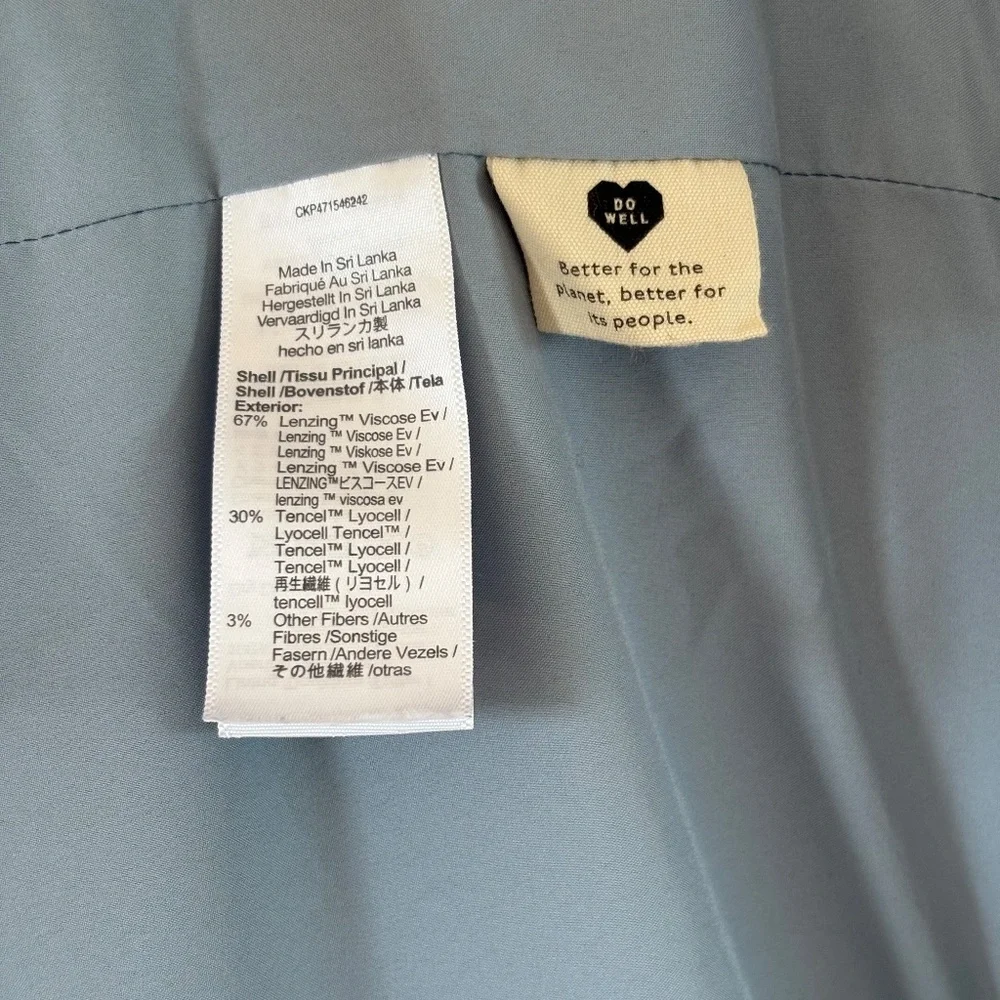 CKP471546242
Made In Sri Lanka
Fabriqué Au Sri Lanka
Hergestellt In Sri Lanka
Vervaardigd In Sri Lanka
スリランカ製
hecho en sri lanka
Shell /Tissu Principal /
Shell /Bovenstof /本体 /Tela
Exterior:
67% Lenzing™ Viscose Ev /
Lenzing ™ Viscose Ev /
Lenzing ™ Viskose Ev /
Lenzing ™ Viscose Ev /
LENZING™ビスコースEV /
lenzing ™ viscosa ev
30% Tencel™ Lyocell /
Lyocell Tencel™ /
Tencel™ Lyocell /
Tencel™ Lyocell /
再生繊維 ( リヨセル ) /
tencell™ lyocell
3% Other Fibers /Autres
Fibres /Sonstige
Fasern /Andere Vezels /
その他繊維 /otras
DO
WELL
Better for the
planet, better for
its people.